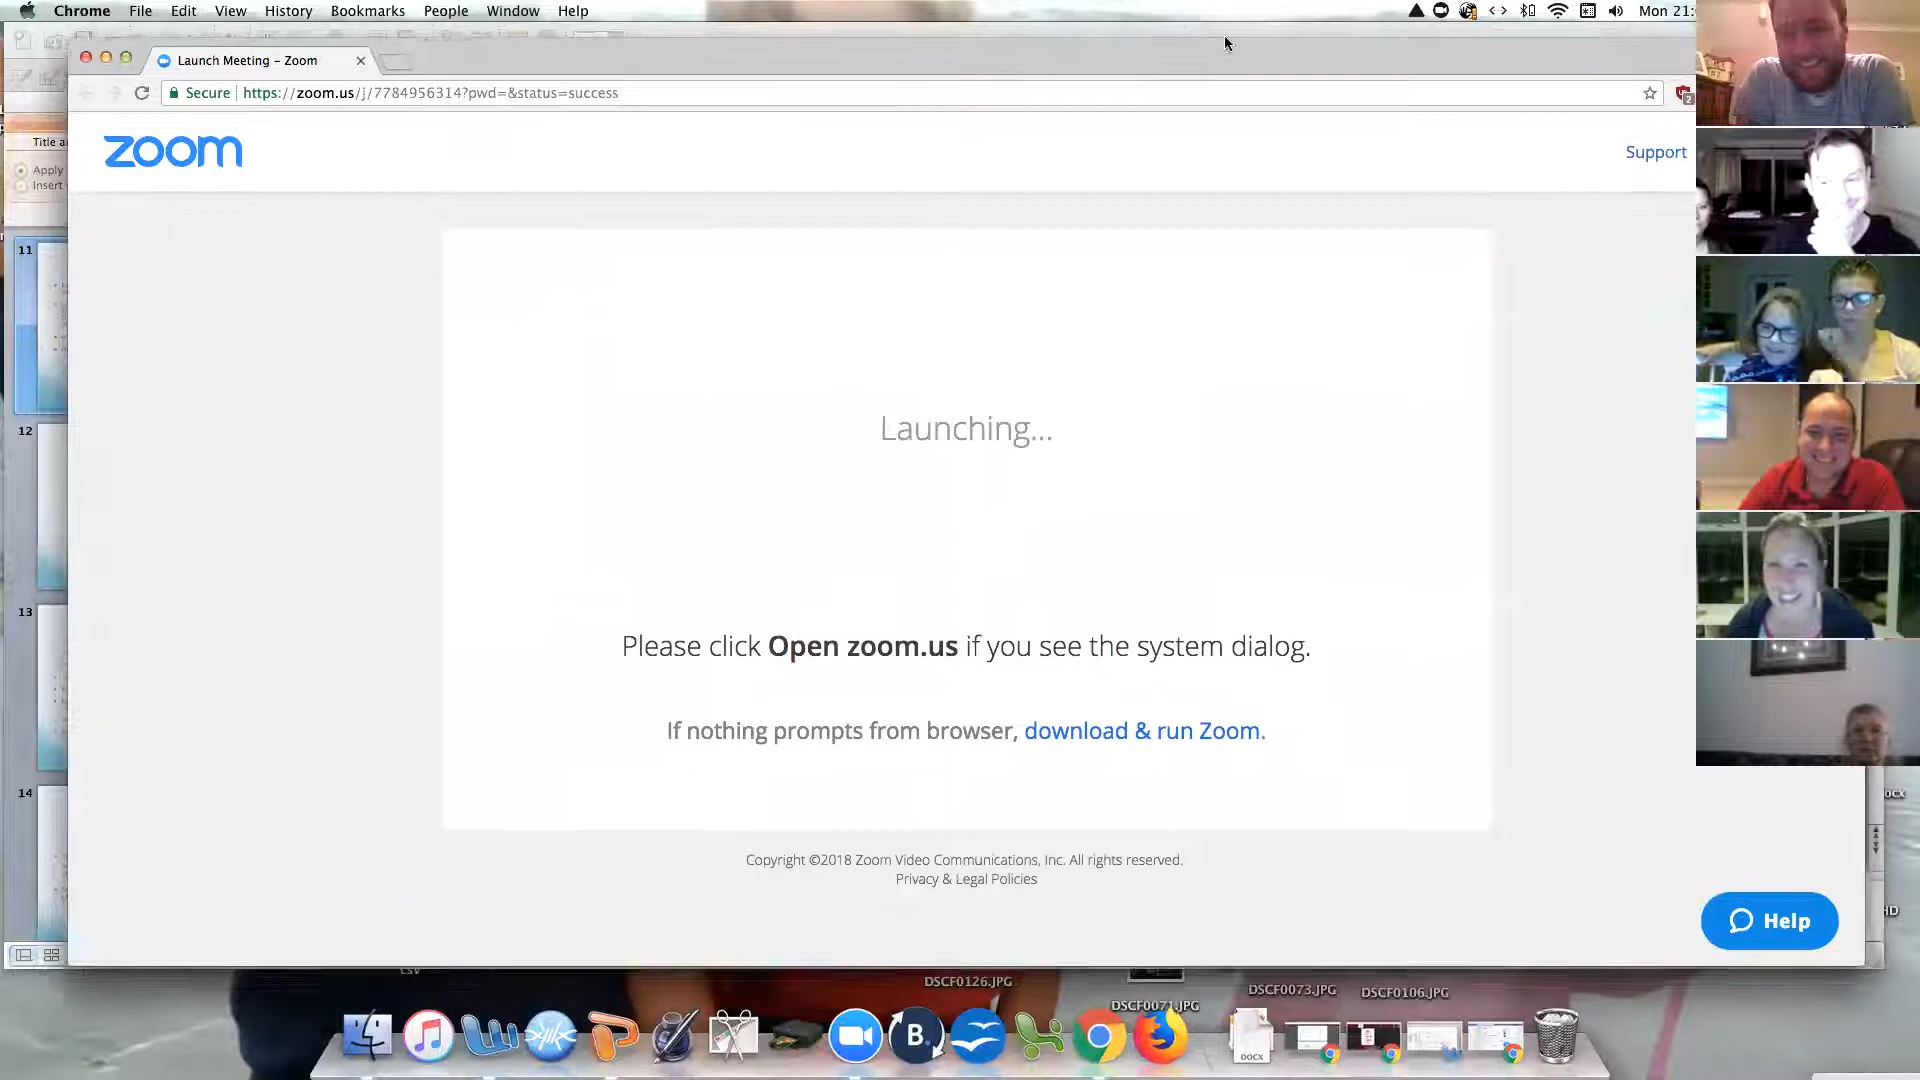 Chrome File Edit View History Bookmarks People Window Help
Mon 21:
Launch Meeting - Zoom
Secure https://zoom.us/j/7784956314?pwd=&status=success
2
zoom
Support
Title a
Apply
Insert
11
12
13
14
Launching...
Please click Open zoom.us if you see the system dialog.
If nothing prompts from browser, download & run Zoom.
Copyright ©2018 Zoom Video Communications, Inc. All rights reserved.
Privacy & Legal Policies
Help
ocx
HD
DSCF0126.JPG
DSCF0071.JPG
DSCF0073.JPG
DSCF0106.JPG
B.
DOCX